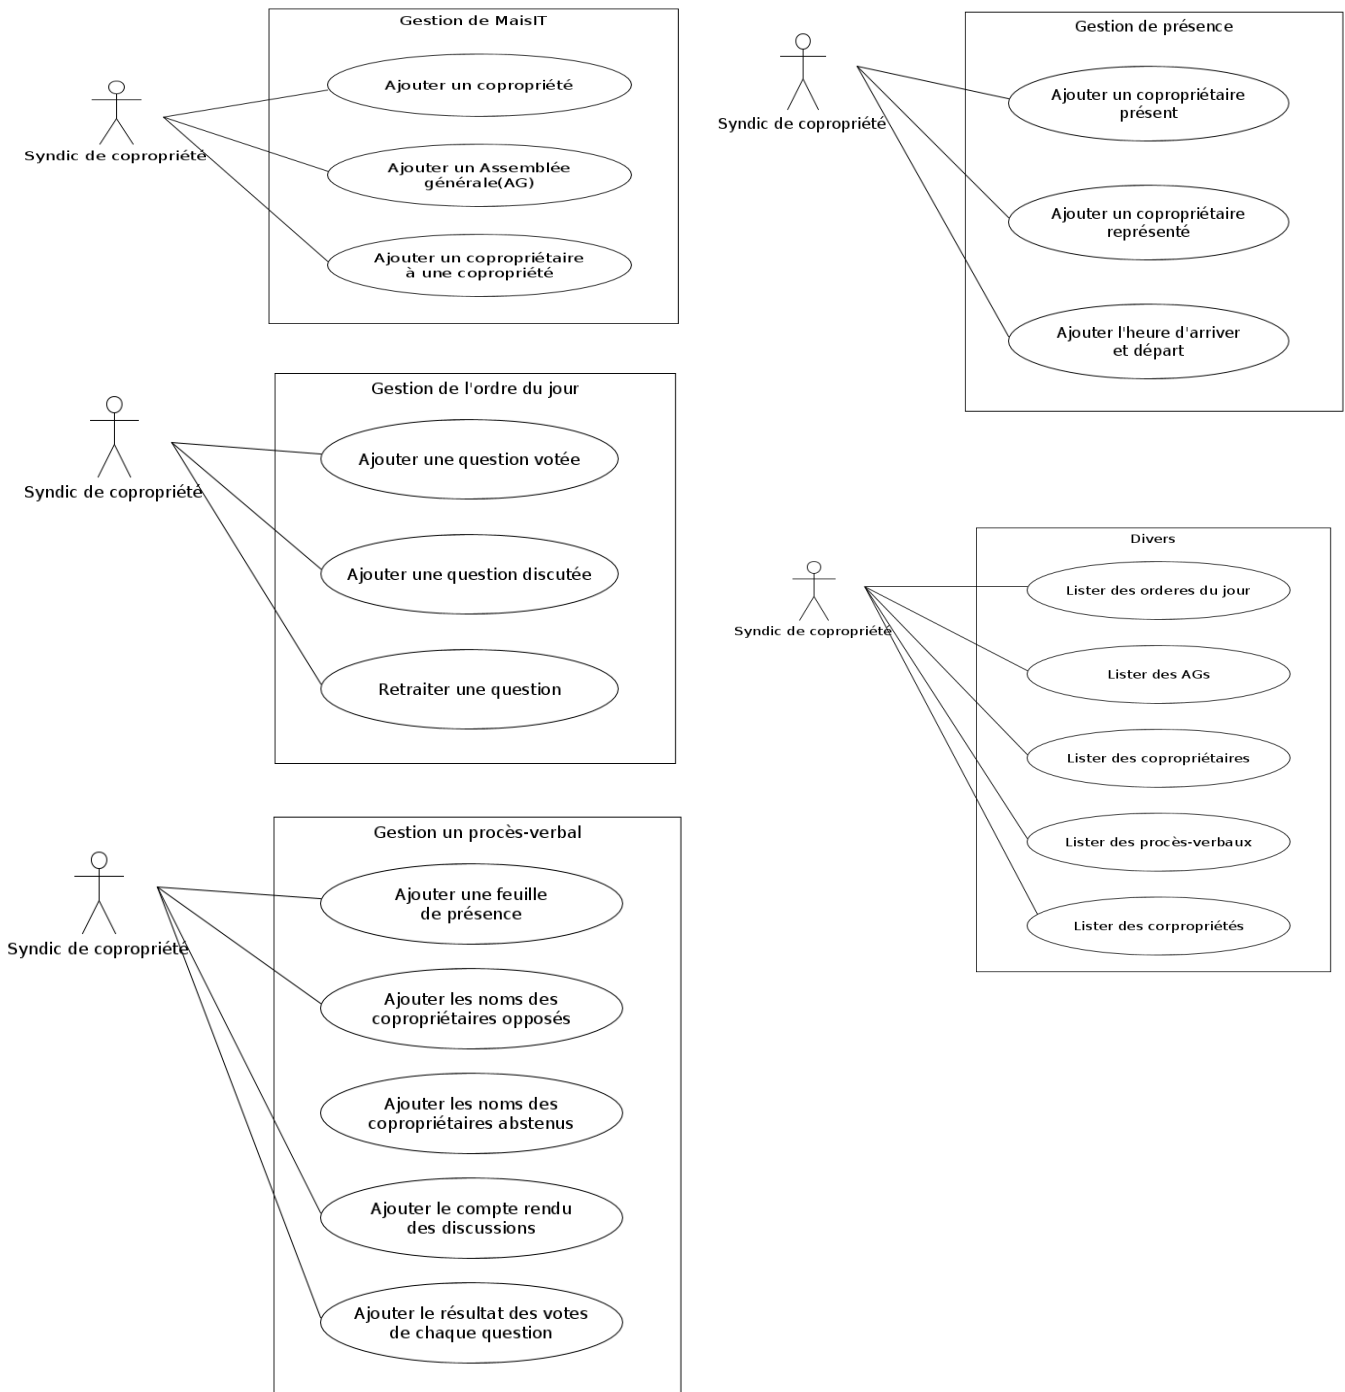 Gestion de MaisIT
Ajouter un copropriété
Syndic de copropriété
Ajouter un Assemblée
générale(AG)
Ajouter un copropriétaire
à une copropriété
Gestion de présence
Syndic de copropriété
Ajouter un copropriétaire
présent
Ajouter un copropriétaire
représenté
Ajouter l'heure d'arriver
et départ
Gestion de l'ordre du jour
Syndic de copropriété
Ajouter une question votée
Ajouter une question discutée
Retraiter une question
Divers
Syndic de copropriété
Lister des orderes du jour
Lister des AGs
Lister des copropriétaires
Lister des procès-verbaux
Lister des corpropriétés
Gestion un procès-verbal
Syndic de copropriété
Ajouter une feuille
de présence
Ajouter les noms des
copropriétaires opposés
Ajouter les noms des
copropriétaires abstenus
Ajouter le compte rendu
des discussions
Ajouter le résultat des votes
de chaque question